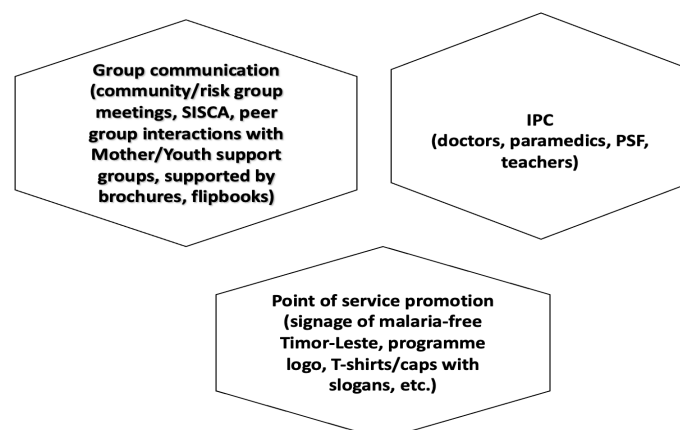 Group communication
(community/risk group
meetings, SISCA, peer
group interactions with
Mother/Youth support
groups, supported by
brochures, flipbooks)
IPC
(doctors, paramedics, PSF,
teachers)
Point of service promotion
(signage of malaria-free
Timor-Leste, programme
logo, T-shirts/caps with
slogans, etc.)